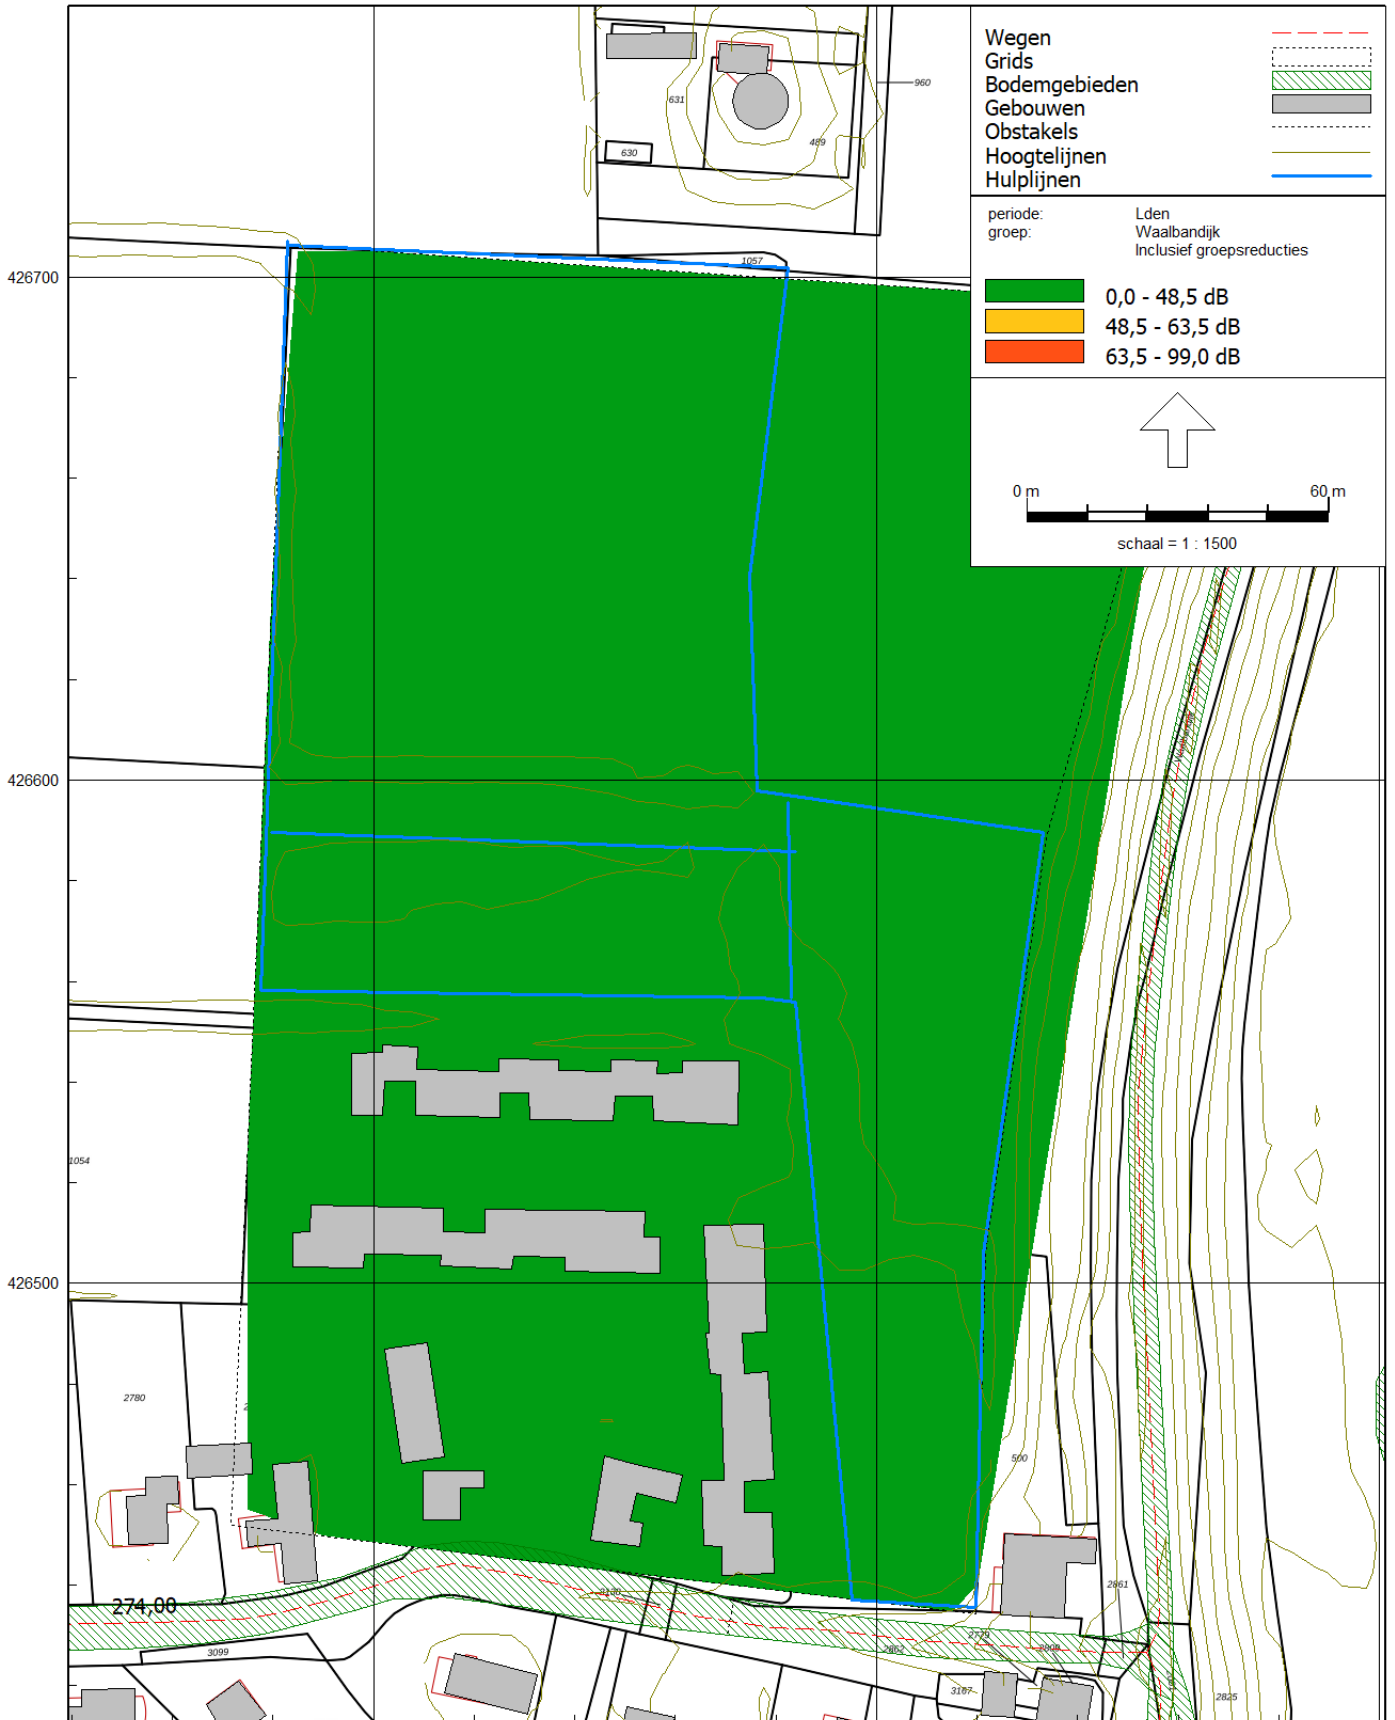 Wegen
Grids
Bodemgebieden
Gebouwen
Obstakels
Hoogtelijnen
Hulplijnen
periode: Lden
groep: Waalbandijk
Inclusief groepsreducties
0,0 - 48,5 dB
48,5 - 63,5 dB
63,5 - 99,0 dB
0 m 60 m
schaal = 1 : 1500
960
631
489
630
1057
426700
426600
1054
426500
2780
500
274,00
3130
2861
3099
2862
2779
2808
3167
2825